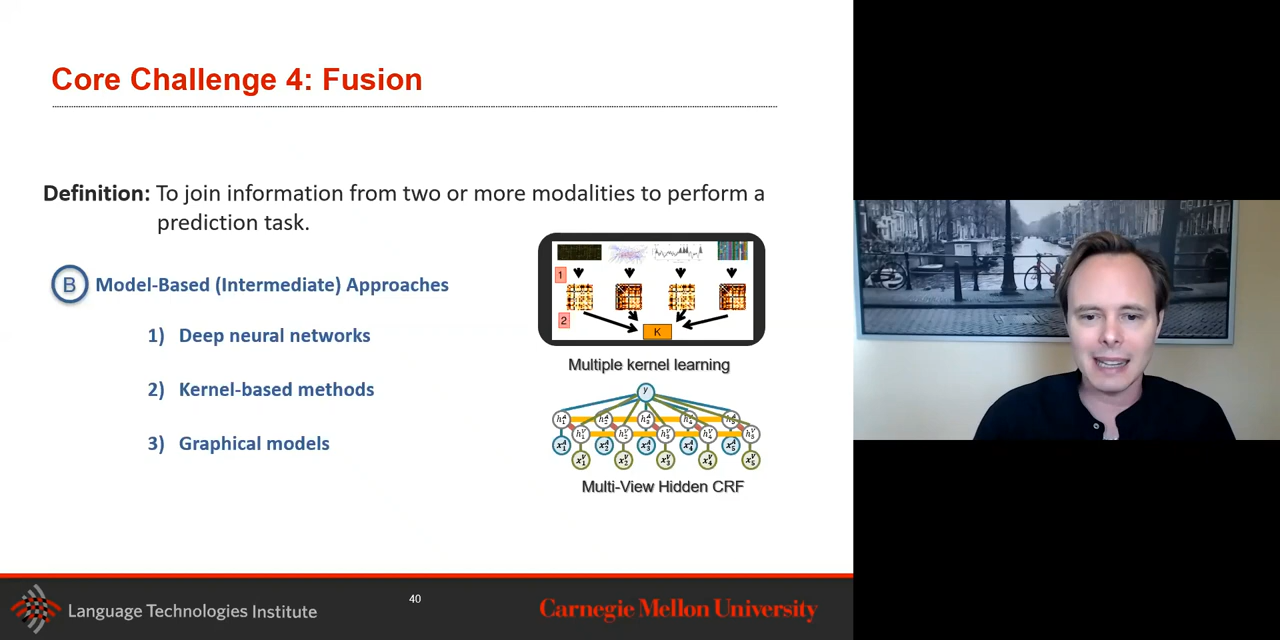 Core Challenge 4: Fusion
Definition: To join information from two or more modalities to perform a
prediction task.
B Model-Based (Intermediate) Approaches
1) Deep neural networks
2) Kernel-based methods
3) Graphical models
1
2
K
Multiple kernel learning
y
Multi-View Hidden CRF
Language Technologies Institute
40
Carnegie Mellon University